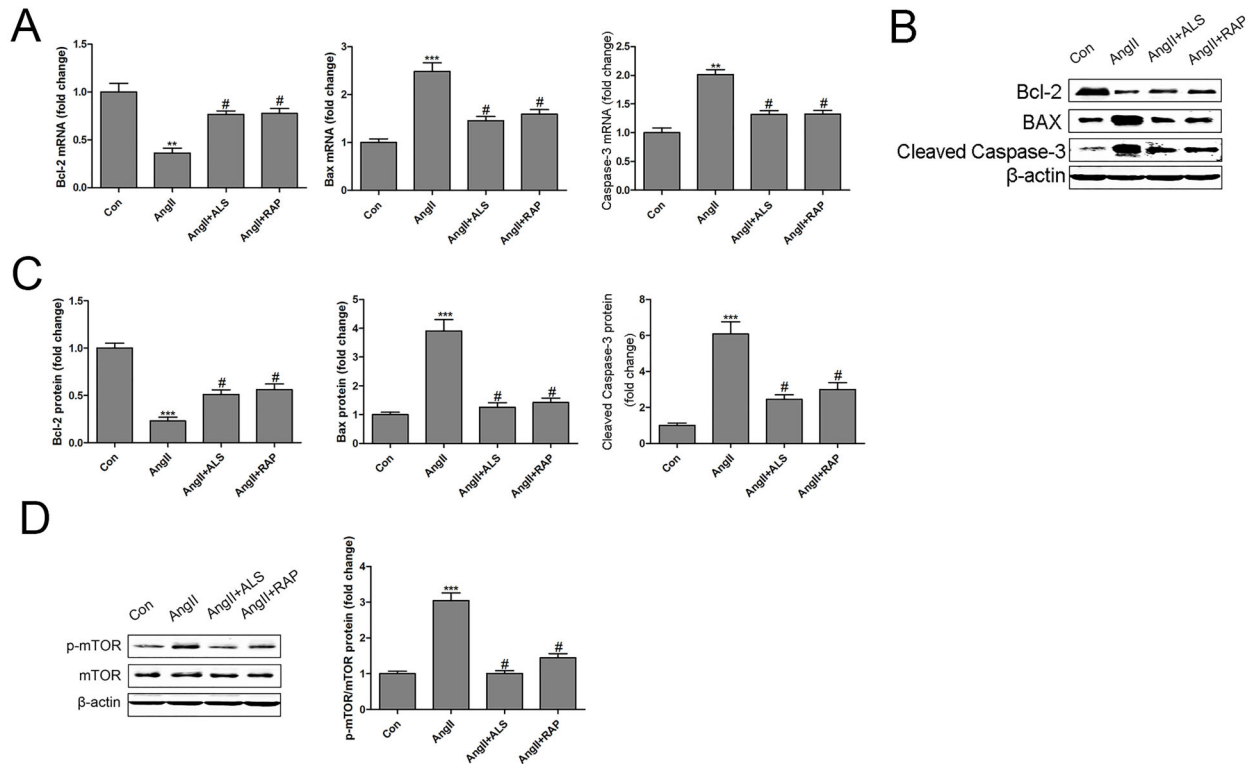 A
Bcl-2 mRNA (fold change)
1.5
1.0
0.5
0.0
**
#
#
Con
AngII
AngII+ALS
AngII+RAP
Bax mRNA (fold change)
3
2
1
0
***
#
#
Con
AngII
AngII+ALS
AngII+RAP
Caspase-3 mRNA (fold change)
2.5
2.0
1.5
1.0
0.5
0.0
**
#
#
Con
AngII
AngII+ALS
AngII+RAP
B
Con AngII AngII+ALS AngII+RAP
Bcl-2
BAX
Cleaved Caspase-3
β-actin
C
Bcl-2 protein (fold change)
1.5
1.0
0.5
0.0
***
#
#
Con
AngII
AngII+ALS
AngII+RAP
Bax protein (fold change)
5
4
3
2
1
0
***
#
#
Con
AngII
AngII+ALS
AngII+RAP
Cleaved Caspase-3 protein
(fold change)
8
6
4
2
0
***
#
#
Con
AngII
AngII+ALS
AngII+RAP
D
Con AngII AngII+ALS AngII+RAP
p-mTOR
mTOR
β-actin
p-mTOR/mTOR protein (fold change)
4
3
2
1
0
***
#
#
Con
AngII
AngII+ALS
AngII+RAP